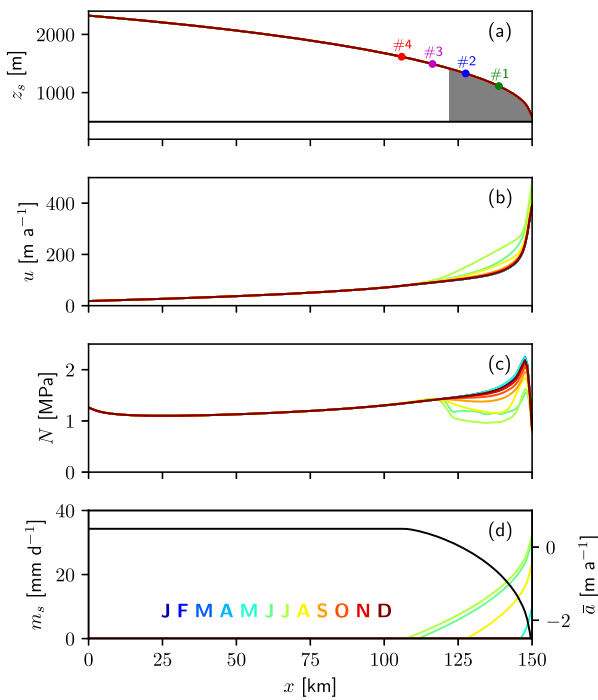 (a)
2000
1000
z_s [m]
#4
#3
#2
#1
(b)
400
200
0
u [m a⁻¹]
(c)
2
1
0
N [MPa]
(d)
40
20
0
m_s [mm d⁻¹]
0
−2
a̅ [m a⁻¹]
J F M A M J J A S O N D
0 25 50 75 100 125 150
x [km]